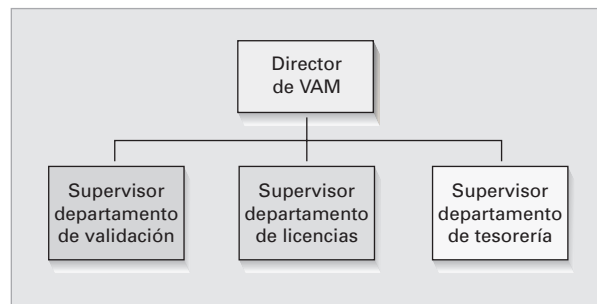 Director
de VAM
Supervisor
departamento
de validación
Supervisor
departamento
de licencias
Supervisor
departamento
de tesorería